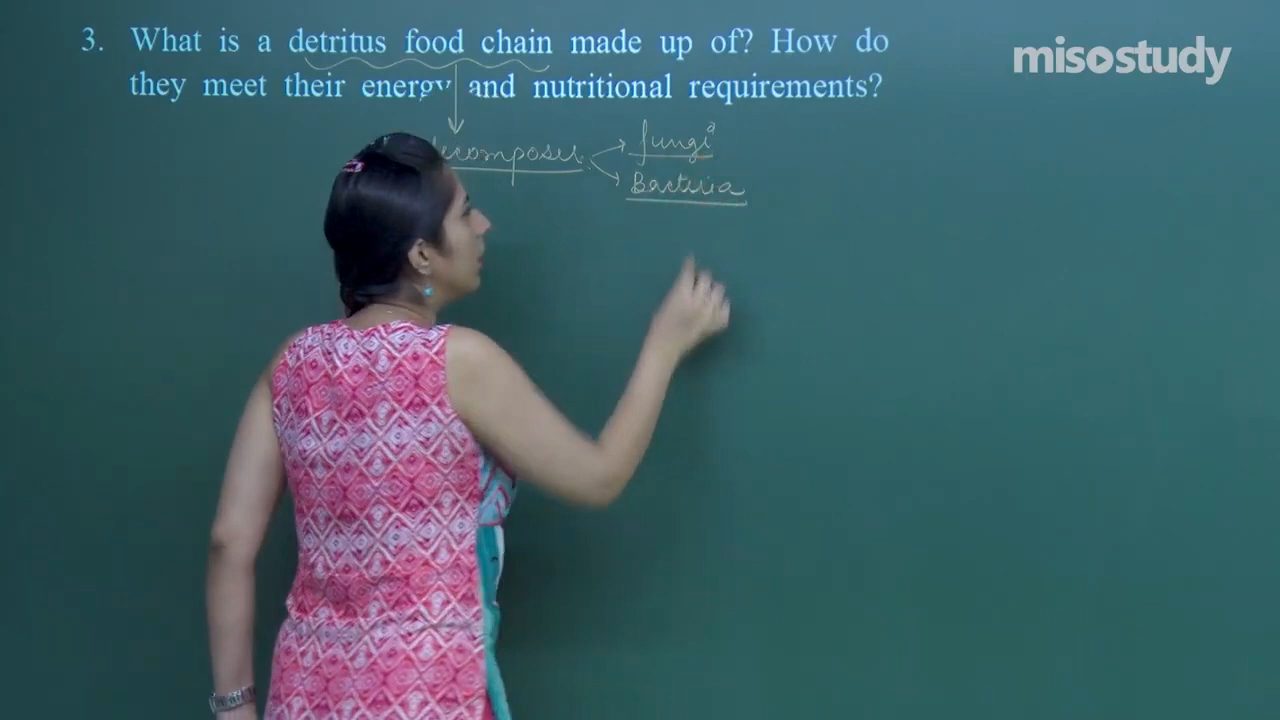 3. What is a detritus food chain made up of? How do
they meet their energy and nutritional requirements?
misostudy
decomposer
fungi
Bacteria